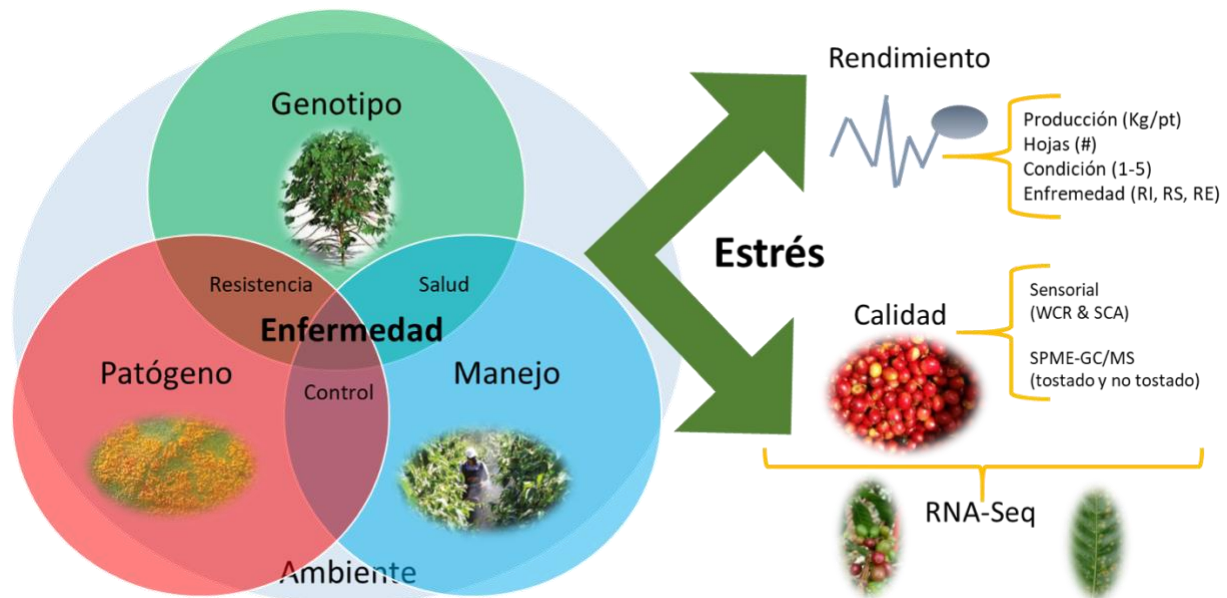 Genotipo
Resistencia
Salud
Enfermedad
Patógeno
Manejo
Control
Ambiente
Estrés
Rendimiento
Producción (Kg/pt)
Hojas (#)
Condición (1-5)
Enfremedad (RI, RS, RE)
Calidad
Sensorial
(WCR & SCA)
SPME-GC/MS
(tostado y no tostado)
RNA-Seq